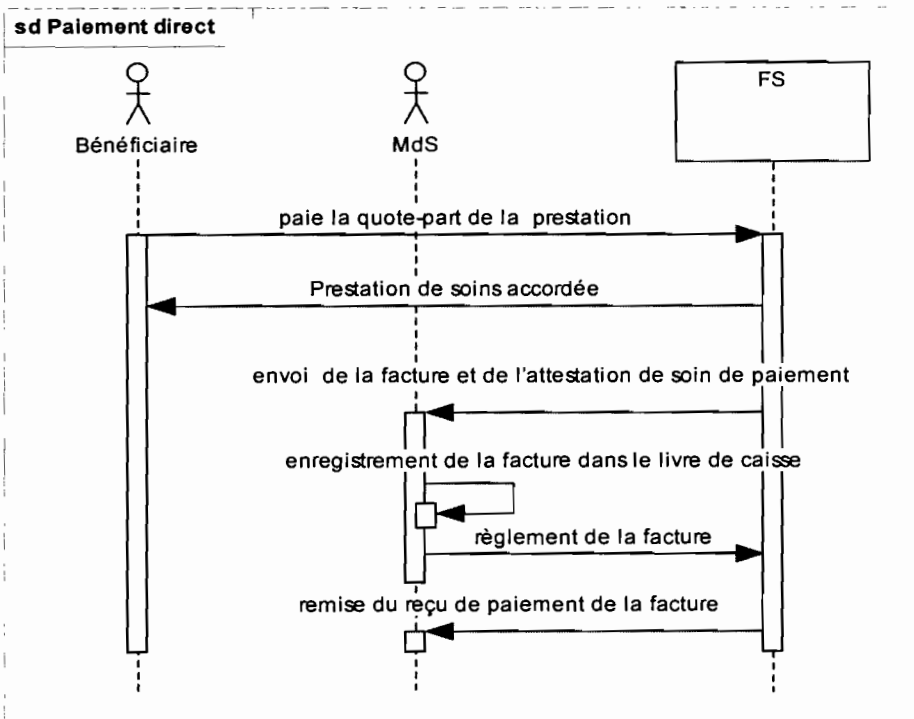 sd Paiement direct
Bénéficiaire
MdS
FS
paie la quote-part de la prestation
Prestation de soins accordée
envoi de la facture et de l'attestation de soin de paiement
enregistrement de la facture dans le livre de caisse
règlement de la facture
remise du reçu de paiement de la facture